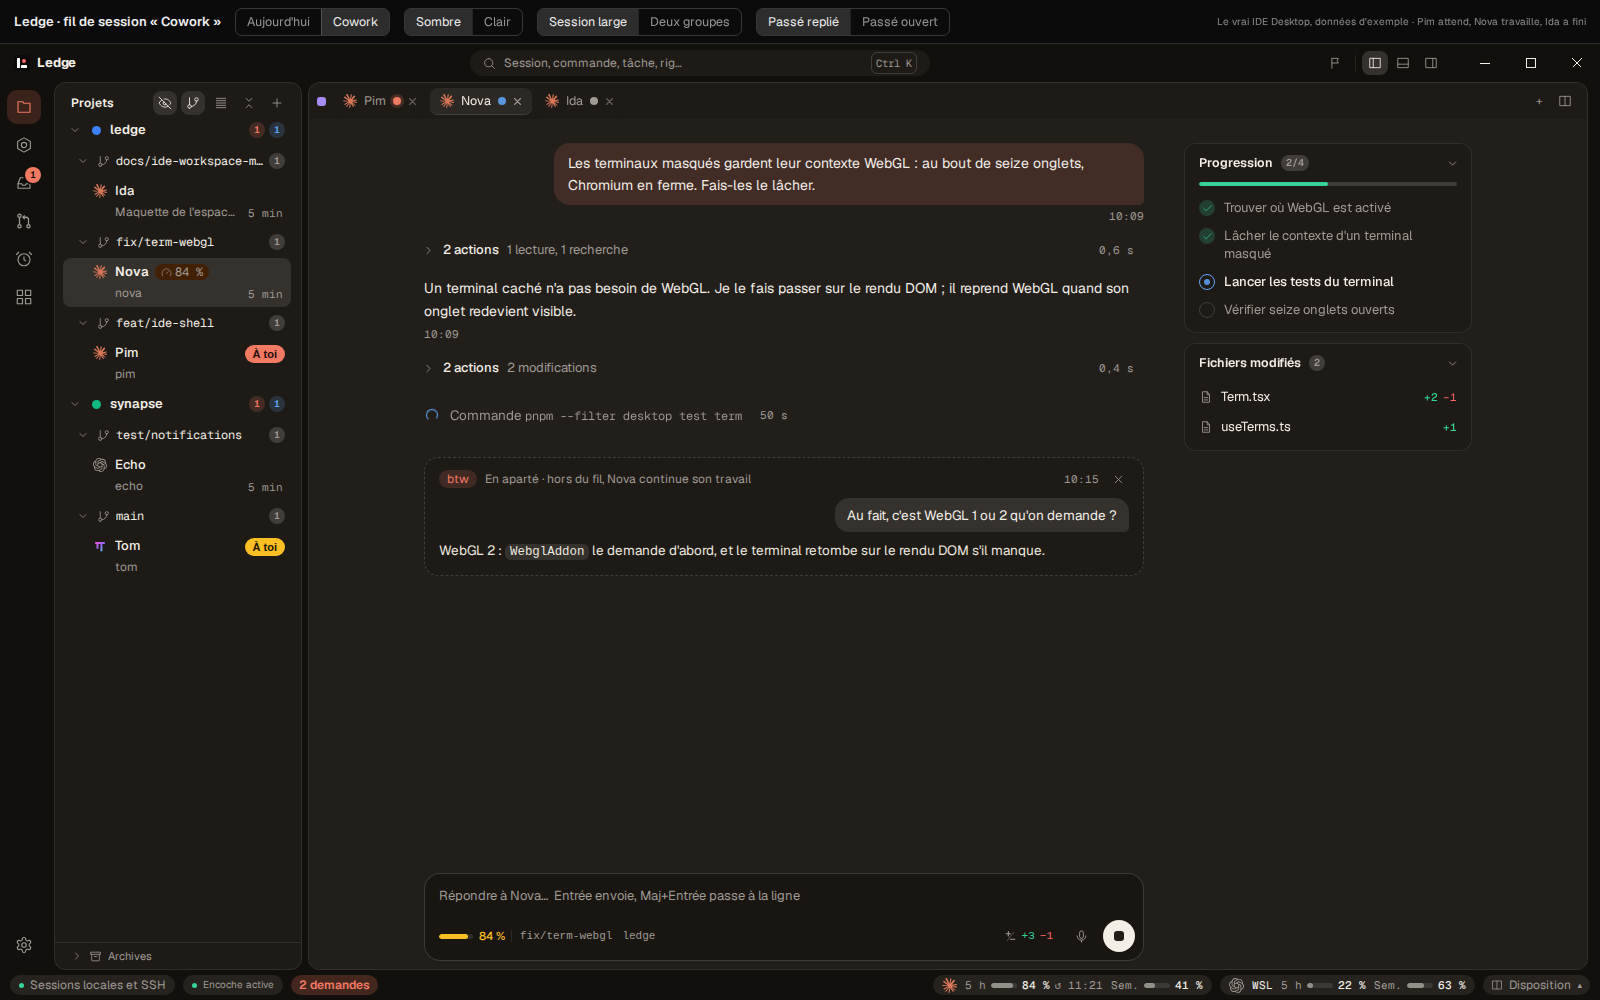 Ledge · fil de session « Cowork »
Aujourd'hui
Cowork
Sombre
Clair
Session large
Deux groupes
Passé replié
Passé ouvert
Le vrai IDE Desktop, données d'exemple · Pim attend, Nova travaille, Ida a fini
Ledge
Session, commande, tâche, rig…
Ctrl K
Projets
Pim
Nova
Ida
1
ledge
1 1
docs/ide-workspace-m… 1
Ida
Maquette de l'espac… 5 min
fix/term-webgl 1
Nova 84 %
nova 5 min
feat/ide-shell 1
Pim À toi
pim
synapse 1 1
test/notifications 1
Echo
echo 5 min
main 1
Tom À toi
tom
Archives
Les terminaux masqués gardent leur contexte WebGL : au bout de seize onglets,
Chromium en ferme. Fais-les le lâcher.
10:09
2 actions 1 lecture, 1 recherche 0,6 s
Un terminal caché n'a pas besoin de WebGL. Je le fais passer sur le rendu DOM ; il reprend WebGL quand son
onglet redevient visible.
10:09
2 actions 2 modifications 0,4 s
Commande pnpm --filter desktop test term 50 s
btw En aparté · hors du fil, Nova continue son travail 10:15
Au fait, c'est WebGL 1 ou 2 qu'on demande ?
WebGL 2 : WebglAddon le demande d'abord, et le terminal retombe sur le rendu DOM s'il manque.
Répondre à Nova… Entrée envoie, Maj+Entrée passe à la ligne
84 % fix/term-webgl ledge +3 −1
Progression 2/4
Trouver où WebGL est activé
Lâcher le contexte d'un terminal
masqué
Lancer les tests du terminal
Vérifier seize onglets ouverts
Fichiers modifiés 2
Term.tsx +2 −1
useTerms.ts +1
Sessions locales et SSH
Encoche active
2 demandes
5 h 84 % ↺ 11:21 Sem. 41 %
WSL 5 h 22 % Sem. 63 %
Disposition ▴